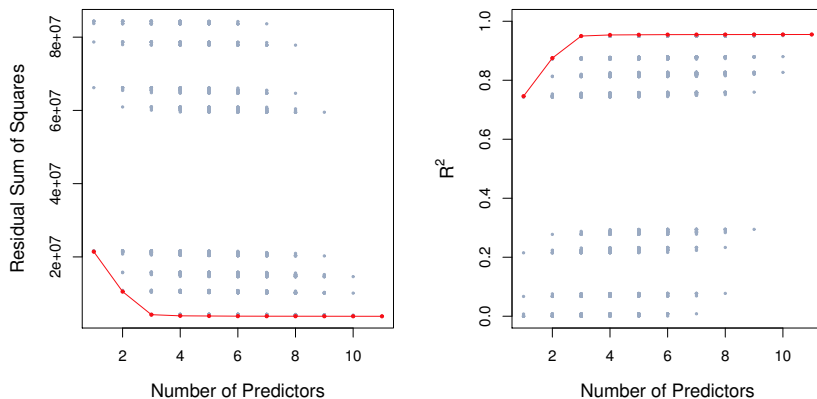 8e+07
6e+07
4e+07
2e+07
Residual Sum of Squares
2 4 6 8 10
Number of Predictors
1.0
0.8
0.6
0.4
0.2
0.0
R²
2 4 6 8 10
Number of Predictors